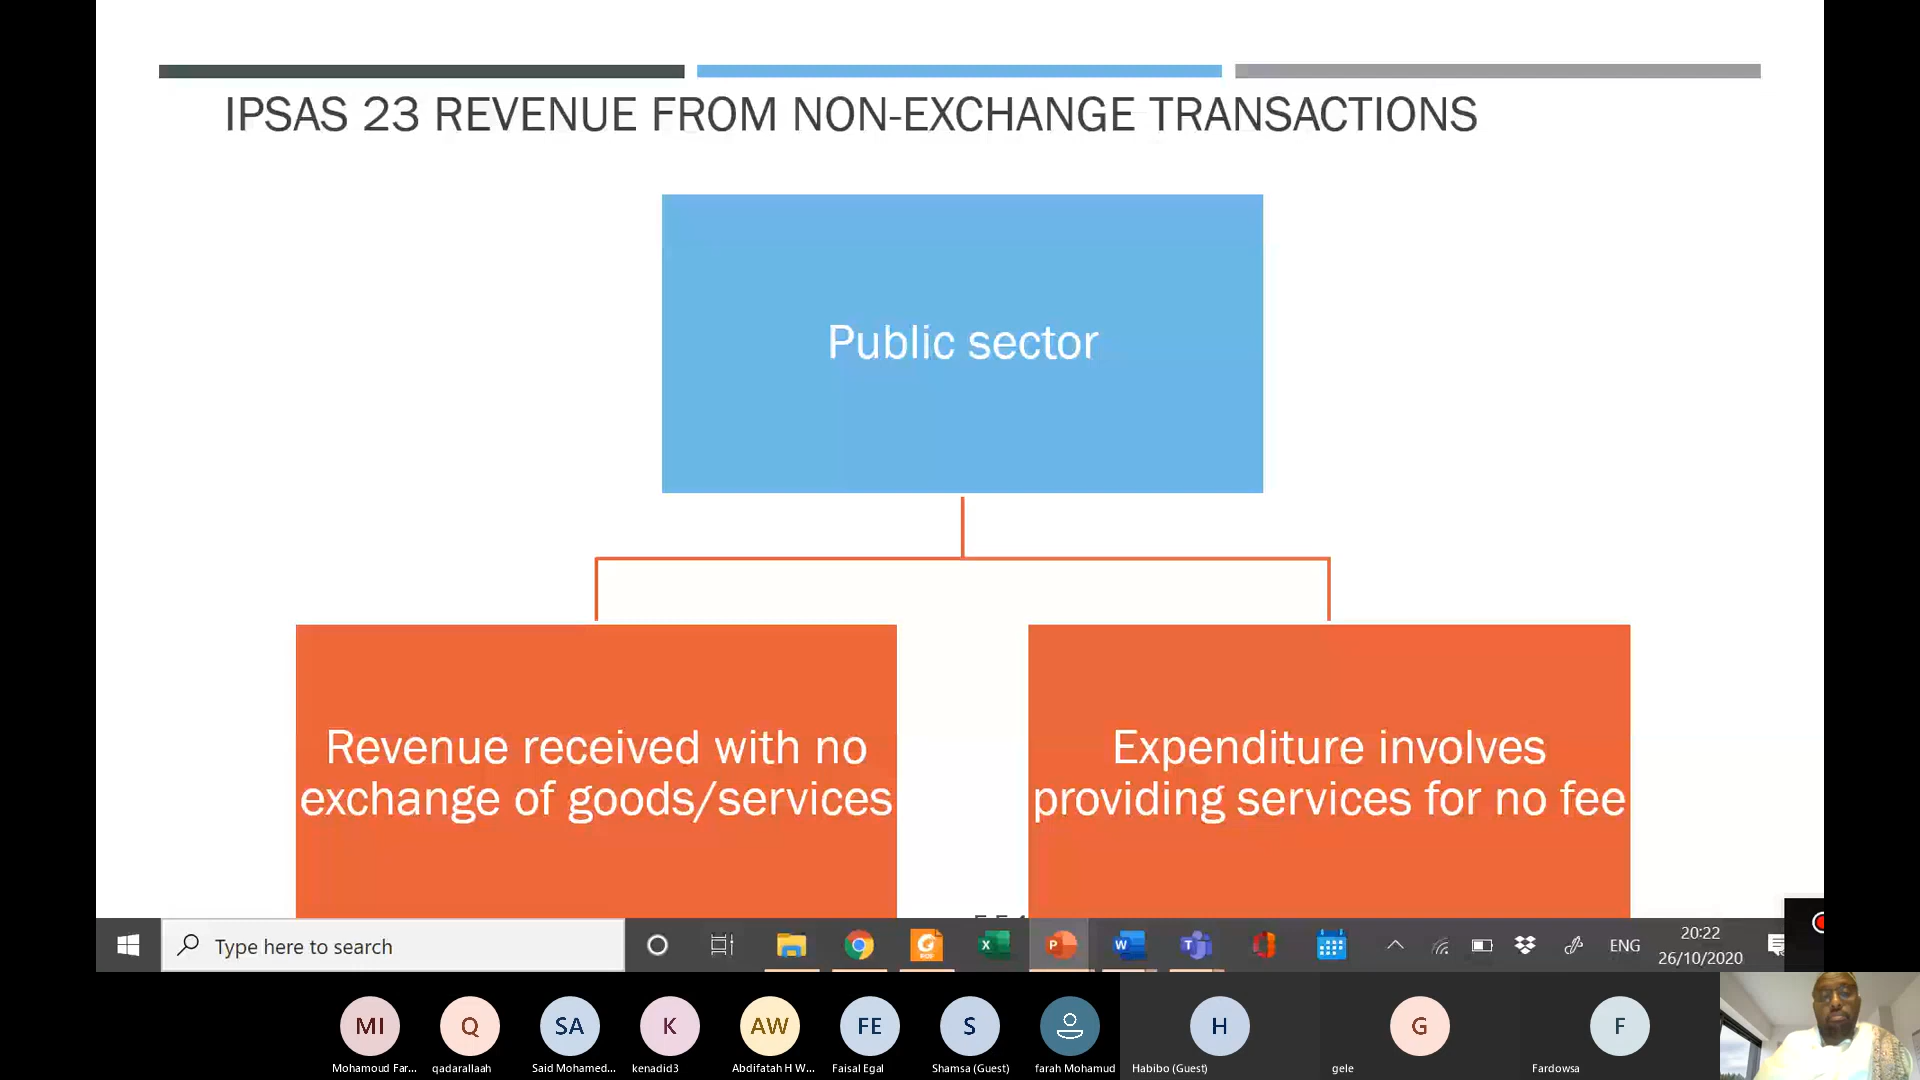 IPSAS 23 REVENUE FROM NON-EXCHANGE TRANSACTIONS
Public sector
Revenue received with no
exchange of goods/services
Expenditure involves
providing services for no fee
Type here to search
ENG
20:22
26/10/2020
MI
Q
SA
K
AW
FE
S
H
G
F
Mohamoud Far...
qadarallaah
Said Mohamed...
kenadid3
Abdifatah H W...
Faisal Egal
Shamsa (Guest)
farah Mohamud
Habibo (Guest)
gele
Fardowsa